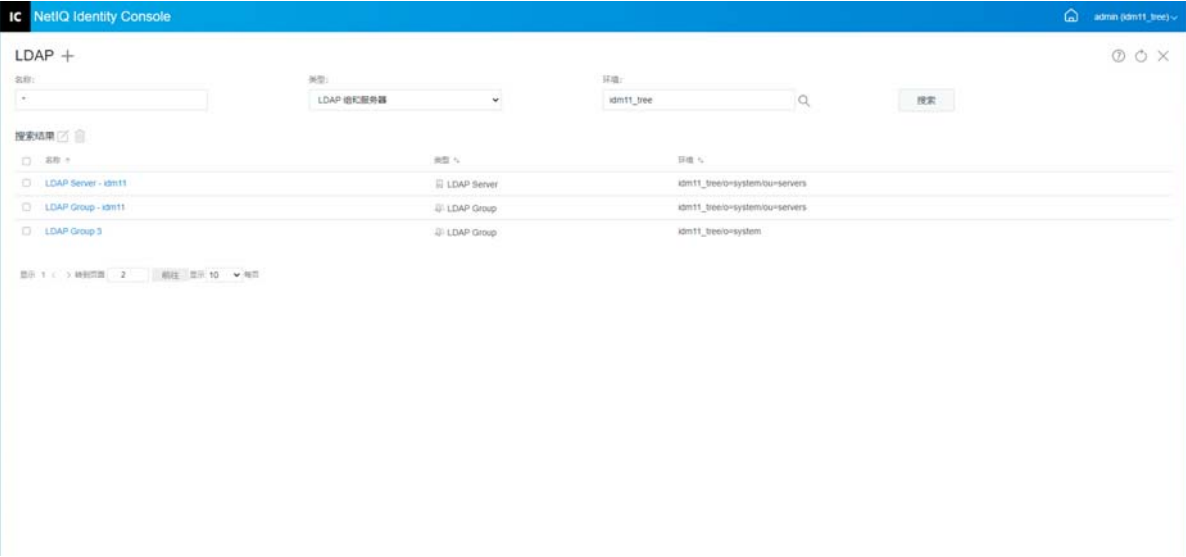 IC NetIQ Identity Console admin (idm11_tree)
LDAP
名称: 类型: 环境:
* LDAP 组和服务器 idm11_tree 搜索
搜索结果
名称 类型 环境
LDAP Server - idm11 LDAP Server idm11_tree/o=system/ou=servers
LDAP Group - idm11 LDAP Group idm11_tree/o=system/ou=servers
LDAP Group 3 LDAP Group idm11_tree/o=system
显示 1 < > 转到页面 2 前往 显示 10 每页